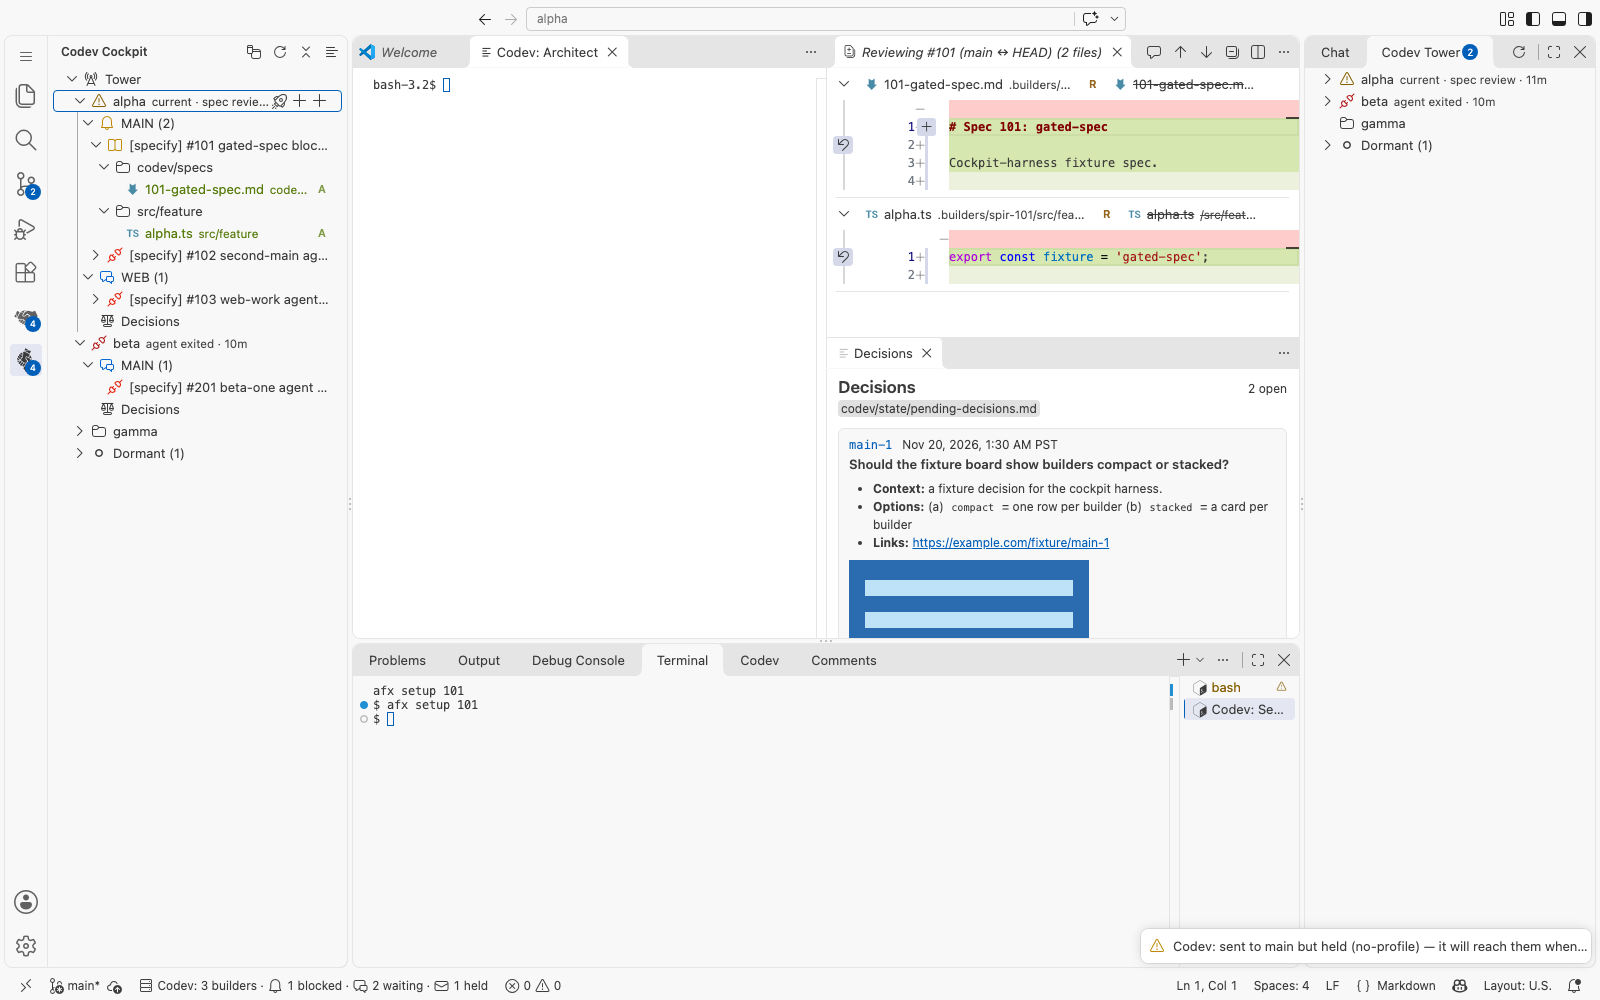 alpha
Codev Cockpit
Tower
alpha current · spec revie...
MAIN (2)
[specify] #101 gated-spec bloc...
codev/specs
101-gated-spec.md code... A
src/feature
TS alpha.ts src/feature A
[specify] #102 second-main ag...
WEB (1)
[specify] #103 web-work agent...
Decisions
beta agent exited · 10m
MAIN (1)
[specify] #201 beta-one agent ...
Decisions
gamma
Dormant (1)
2
4
4
Welcome
Codev: Architect
bash-3.2$
Reviewing #101 (main ↔ HEAD) (2 files)
101-gated-spec.md .builders/... R 101-gated-spec.m...
1 + # Spec 101: gated-spec
2+
3+ Cockpit-harness fixture spec.
4+
TS alpha.ts .builders/spir-101/src/fea... R TS alpha.ts /src/feat...
1+ export const fixture = 'gated-spec';
2+
Decisions
Decisions 2 open
codev/state/pending-decisions.md
main-1 Nov 20, 2026, 1:30 AM PST
Should the fixture board show builders compact or stacked?
• Context: a fixture decision for the cockpit harness.
• Options: (a) compact = one row per builder (b) stacked = a card per
builder
• Links: https://example.com/fixture/main-1
Problems Output Debug Console Terminal Codev Comments
afx setup 101
$ afx setup 101
$
bash
Codev: Se...
Chat Codev Tower 2
alpha current · spec review · 11m
beta agent exited · 10m
gamma
Dormant (1)
Codev: sent to main but held (no-profile) — it will reach them when...
main* Codev: 3 builders · 1 blocked · 2 waiting · 1 held 0 0
Ln 1, Col 1 Spaces: 4 LF { } Markdown Layout: U.S.